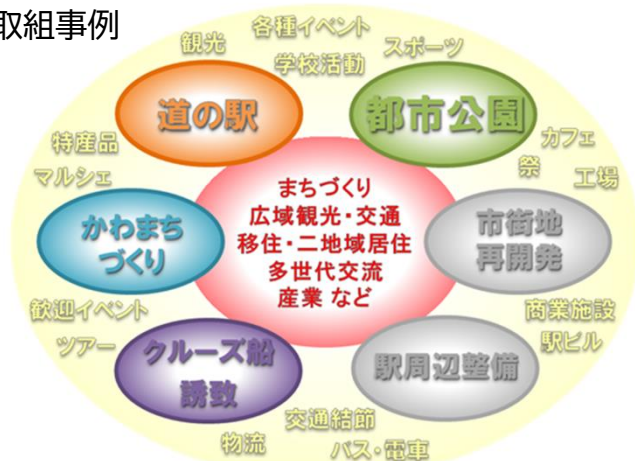 取組事例
各種イベント
観光
スポーツ
学校活動
道の駅
都市公園
特産品
カフェ
祭
工場
マルシェ
まちづくり
広域観光・交通
移住・二地域居住
多世代交流
産業 など
かわまち
づくり
市街地
再開発
歓迎イベント
商業施設
ツアー
駅ビル
クルーズ船
誘致
駅周辺整備
交通結節
物流
バス・電車